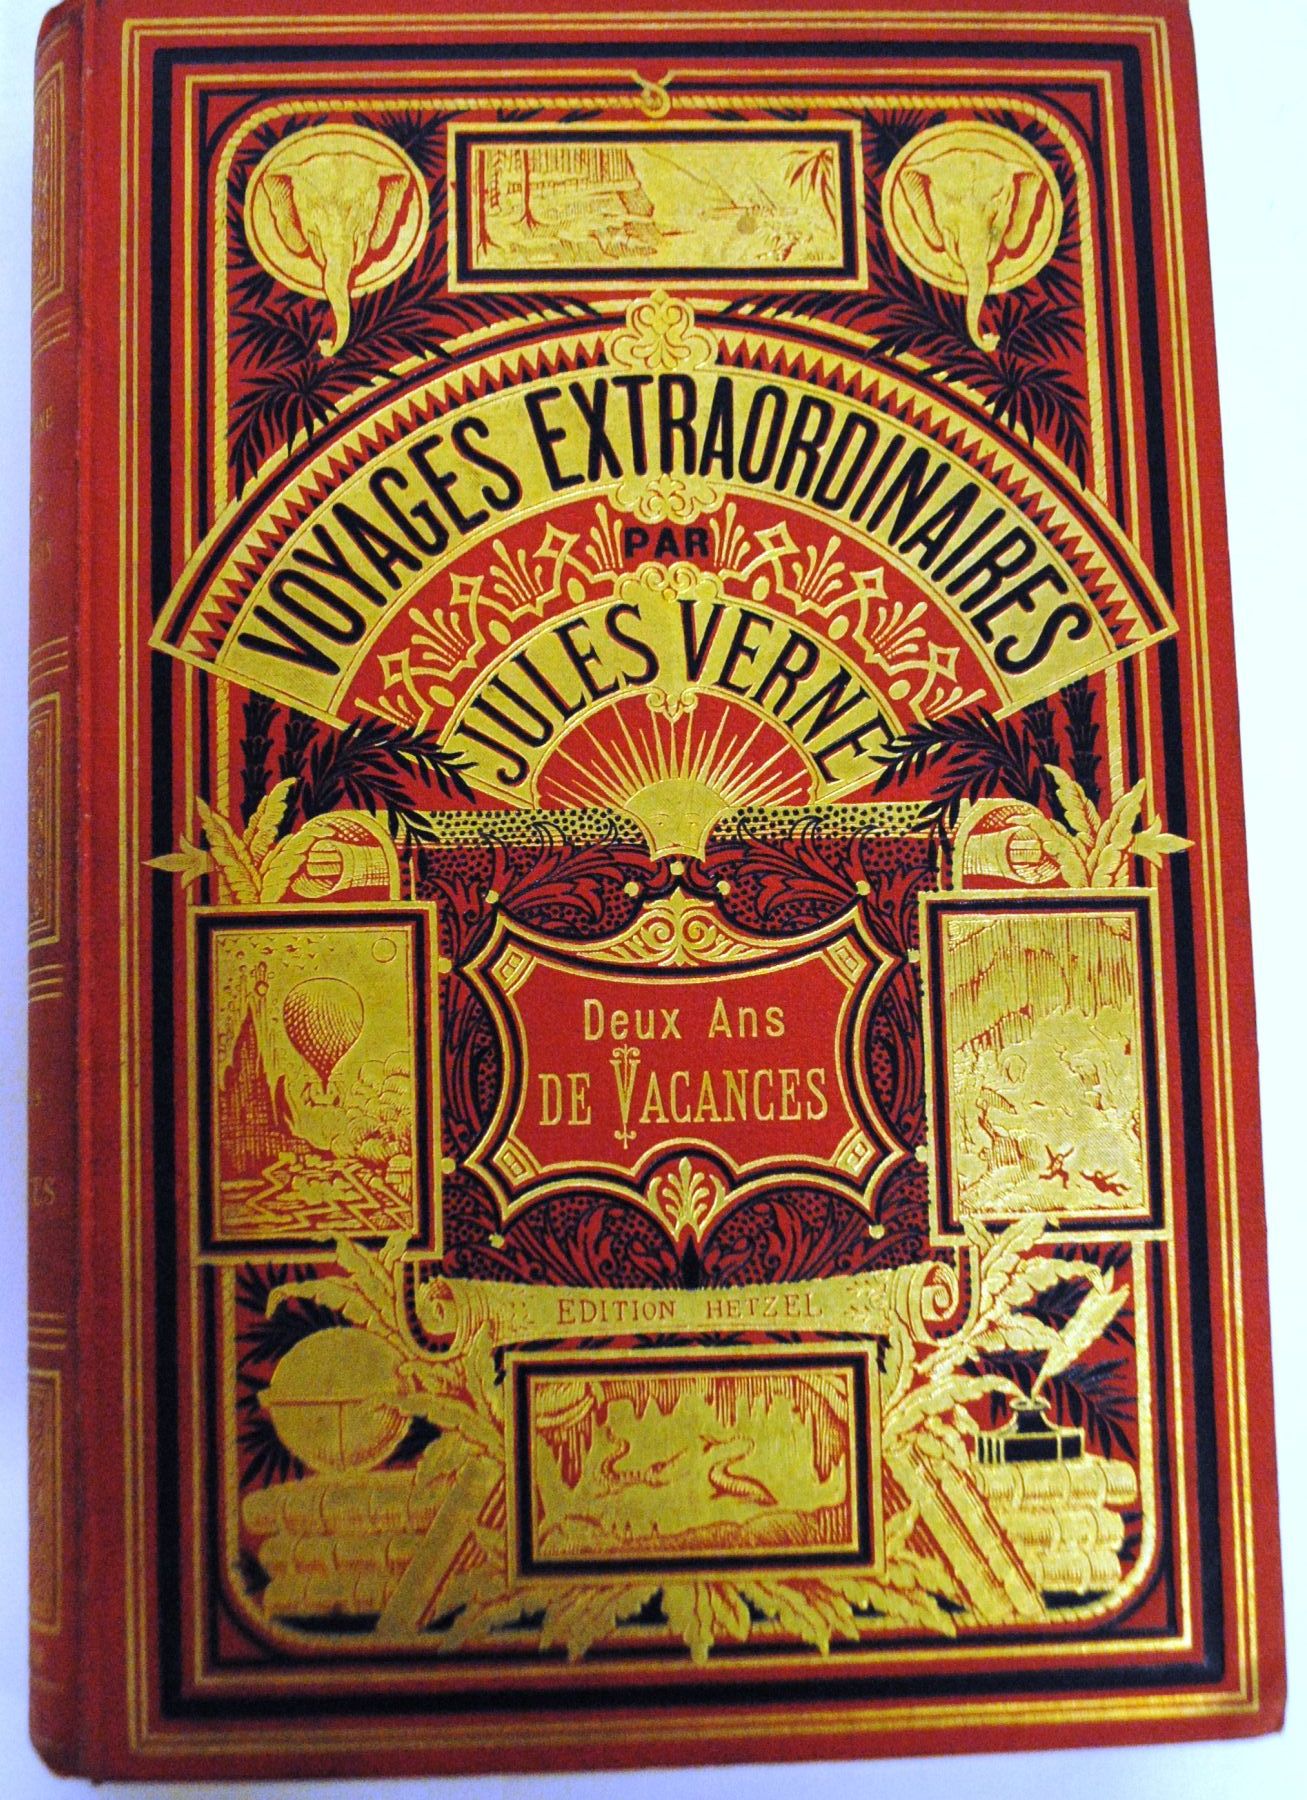 VOYAGES EXTRAORDINAIRES
PAR
JULES VERNE
Deux Ans
DE VACANCES
EDITION HETZEL